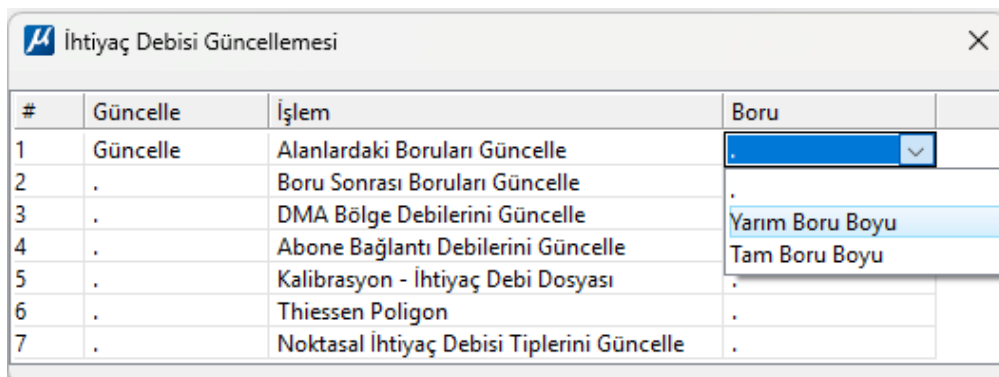 İhtiyaç Debisi Güncellemesi
# Güncelle İşlem Boru
1 Güncelle Alanlardaki Boruları Güncelle .
2 . Boru Sonrası Boruları Güncelle .
3 . DMA Bölge Debilerini Güncelle Yarım Boru Boyu
4 . Abone Bağlantı Debilerini Güncelle Tam Boru Boyu
5 . Kalibrasyon - İhtiyaç Debi Dosyası .
6 . Thiessen Poligon .
7 . Noktasal İhtiyaç Debisi Tiplerini Güncelle .